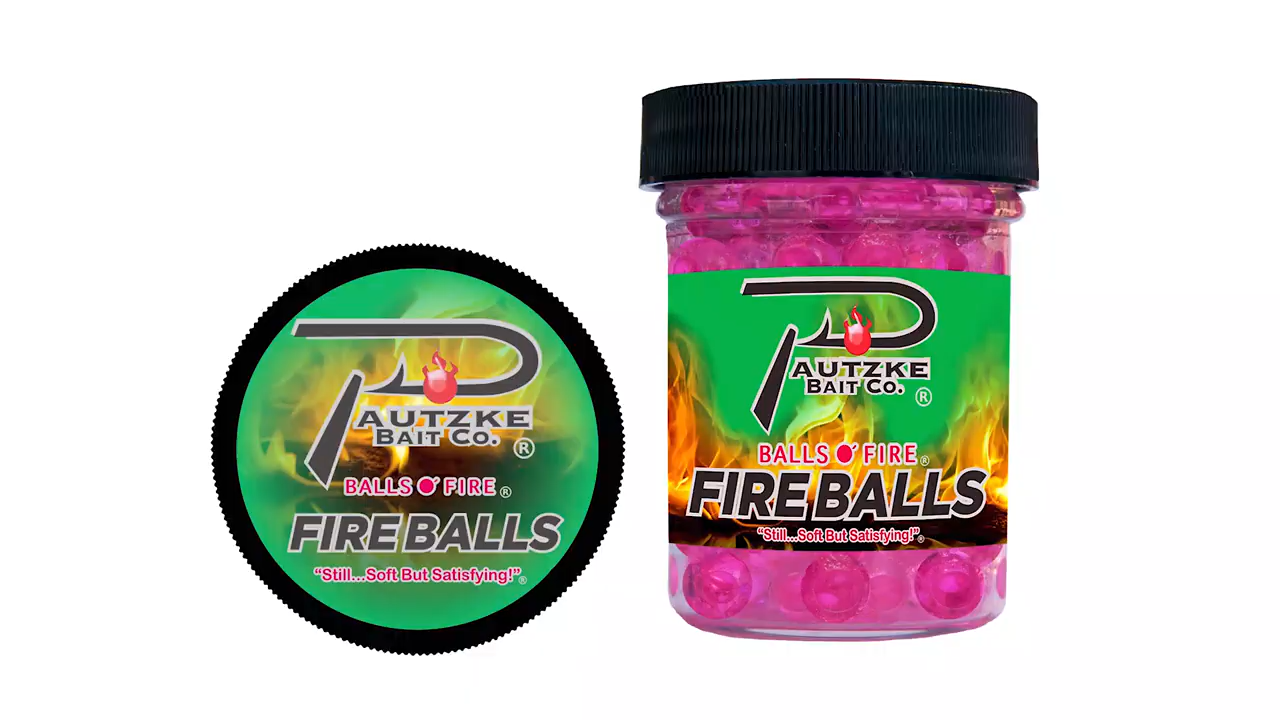 PAUTZKE
BAIT CO.
®
BALLS O' FIRE®
FIRE BALLS
“Still...Soft But Satisfying!”®
PAUTZKE
BAIT CO.
®
BALLS O' FIRE®
FIRE BALLS
“Still...Soft But Satisfying!”®